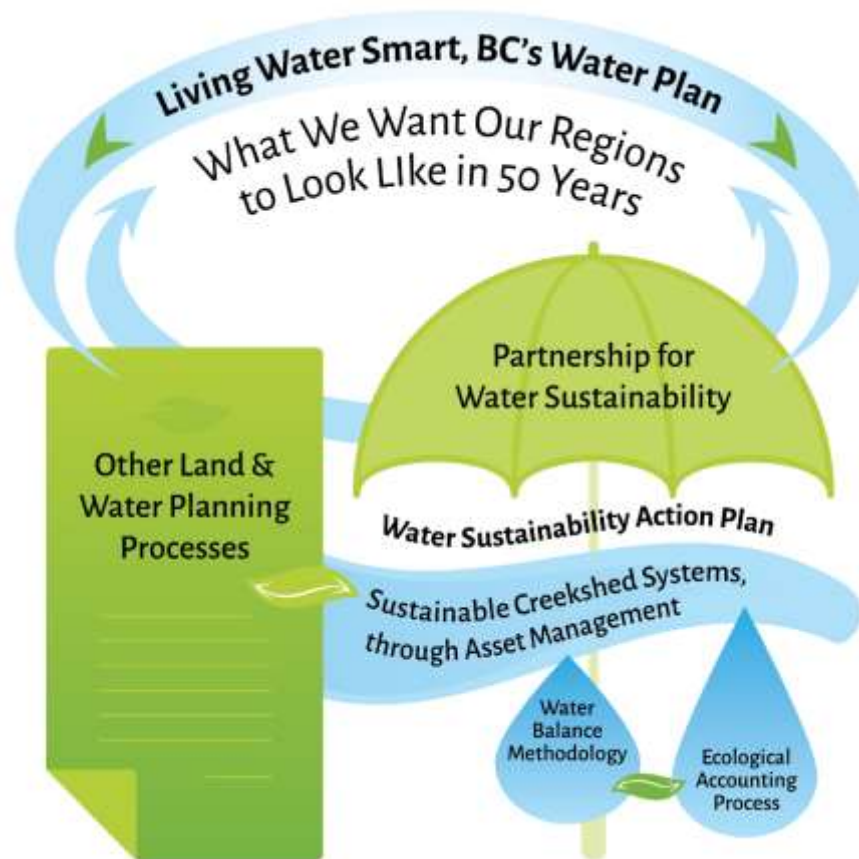 Living Water Smart, BC's Water Plan
What We Want Our Regions
to Look LIke in 50 Years
Other Land &
Water Planning
Processes
Partnership for
Water Sustainability
Water Sustainability Action Plan
Sustainable Creekshed Systems,
through Asset Management
Water
Balance
Methodology
Ecological
Accounting
Process